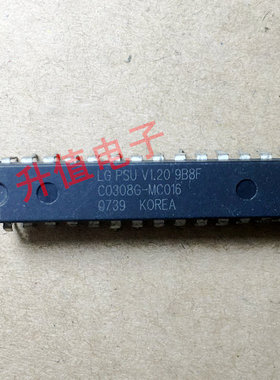 LG PSU V1.20 9B8F
C0308G-MC016
0739 KOREA
升值电子